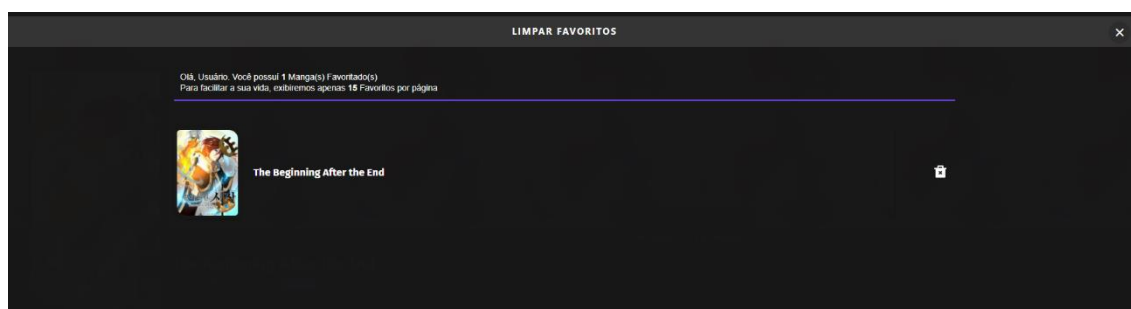 LIMPAR FAVORITOS
Olá, Usuário. Você possuí 1 Manga(s) Favoritado(s)
Para facilitar a sua vida, exibiremos apenas 15 Favoritos por página
The Beginning After the End